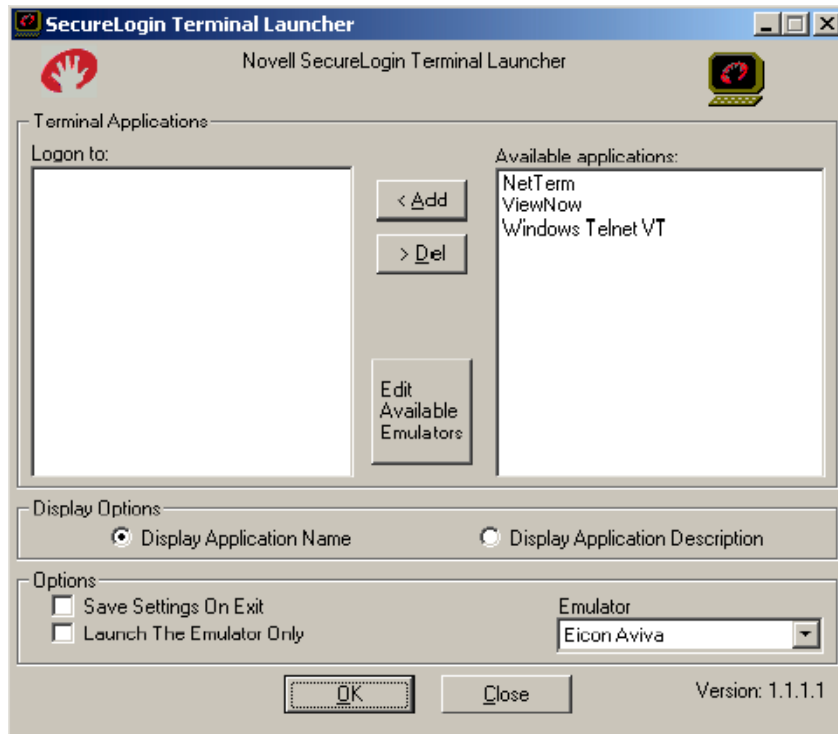 SecureLogin Terminal Launcher
Novell SecureLogin Terminal Launcher
Terminal Applications
Logon to:
< Add
> Del
Edit
Available
Emulators
Available applications:
NetTerm
ViewNow
Windows Telnet VT
Display Options
Display Application Name
Display Application Description
Options
Save Settings On Exit
Launch The Emulator Only
Emulator
Eicon Aviva
OK
Close
Version: 1.1.1.1